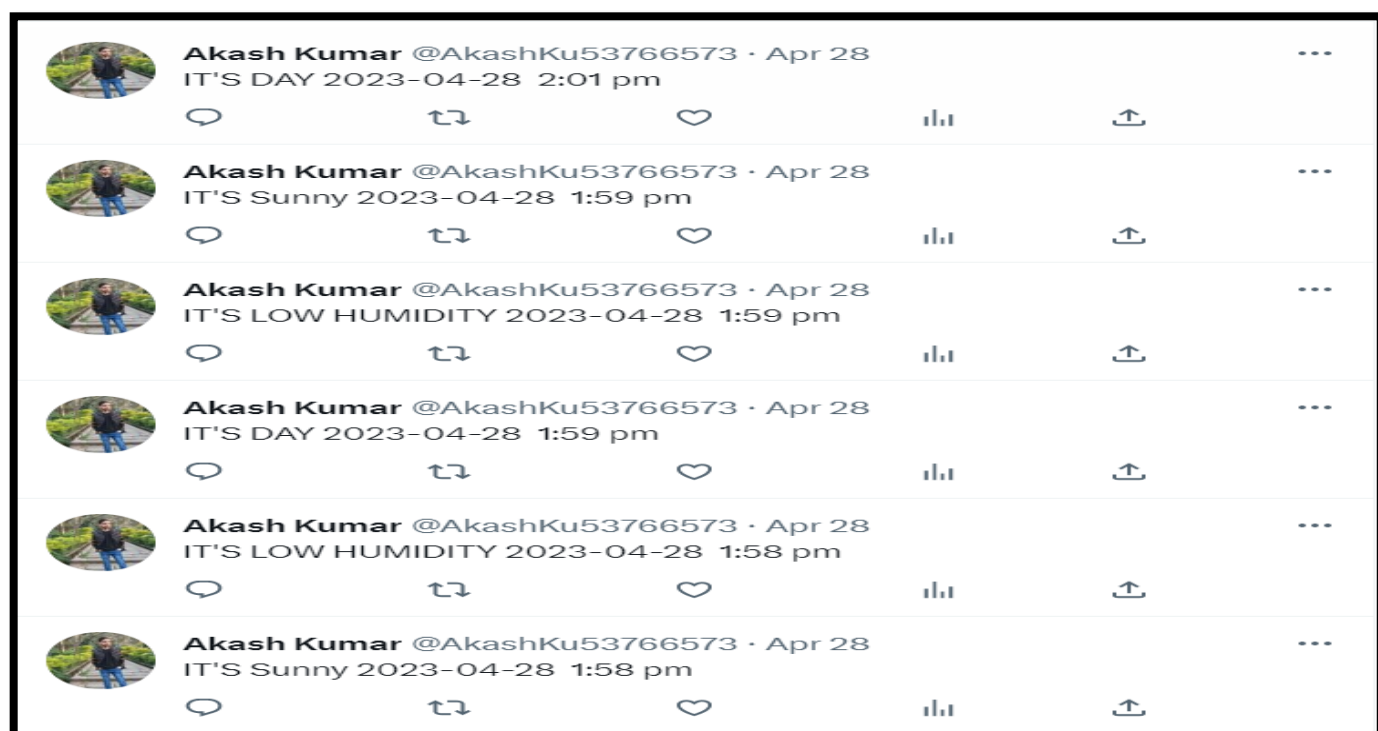 Akash Kumar @AkashKu53766573 · Apr 28
IT'S DAY 2023-04-28 2:01 pm
Akash Kumar @AkashKu53766573 · Apr 28
IT'S Sunny 2023-04-28 1:59 pm
Akash Kumar @AkashKu53766573 · Apr 28
IT'S LOW HUMIDITY 2023-04-28 1:59 pm
Akash Kumar @AkashKu53766573 · Apr 28
IT'S DAY 2023-04-28 1:59 pm
Akash Kumar @AkashKu53766573 · Apr 28
IT'S LOW HUMIDITY 2023-04-28 1:58 pm
Akash Kumar @AkashKu53766573 · Apr 28
IT'S Sunny 2023-04-28 1:58 pm